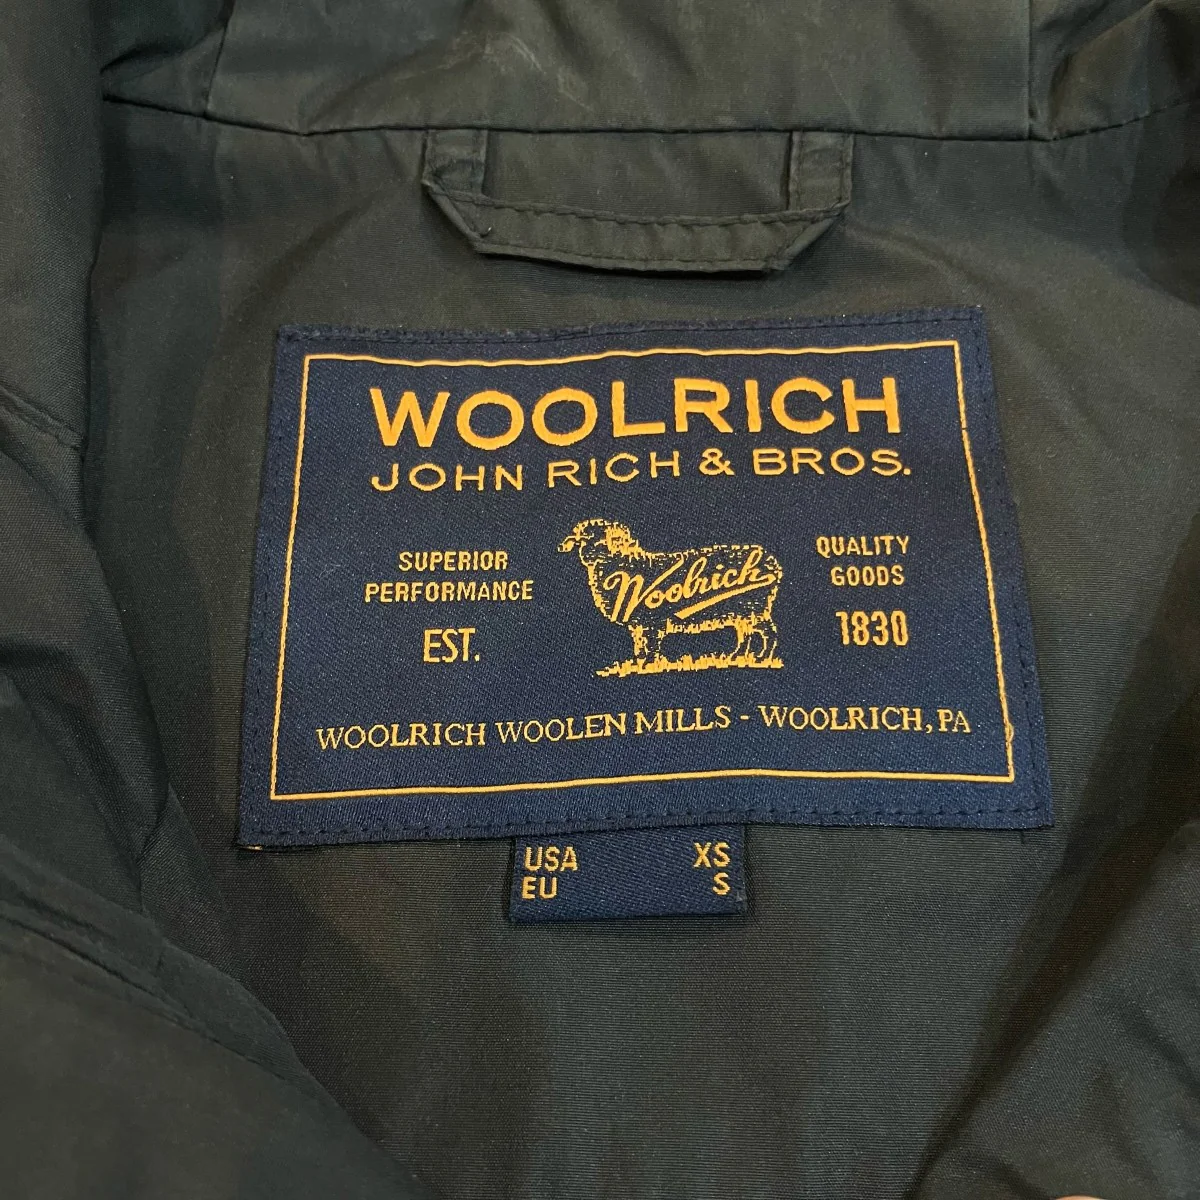 WOOLRICH
JOHN RICH & BROS.
SUPERIOR
PERFORMANCE
EST.
Woolrich
QUALITY
GOODS
1830
WOOLRICH WOOLEN MILLS - WOOLRICH, PA
USA XS
EU S